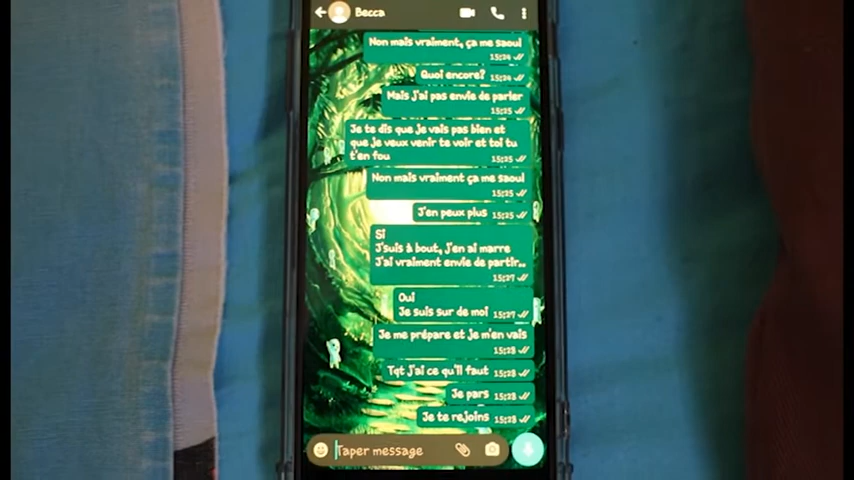 Becca
Non mais vraiment, ça me saoul
15:24
Quoi encore? 15:24
Mais j'ai pas envie de parler
15:25
Je te dis que je vais pas bien et
que je veux venir te voir et toi tu
t'en fou 15:25
Non mais vraiment ça me saoul
15:25
J'en peux plus 15:25
Si
J'suis à bout, j'en ai marre
J'ai vraiment envie de partir..
15:27
Oui
Je suis sur de moi 15:27
Je me prépare et je m'en vais
15:28
Tqt j'ai ce qu'il faut 15:28
Je pars 15:28
Je te rejoins 15:28
Taper message